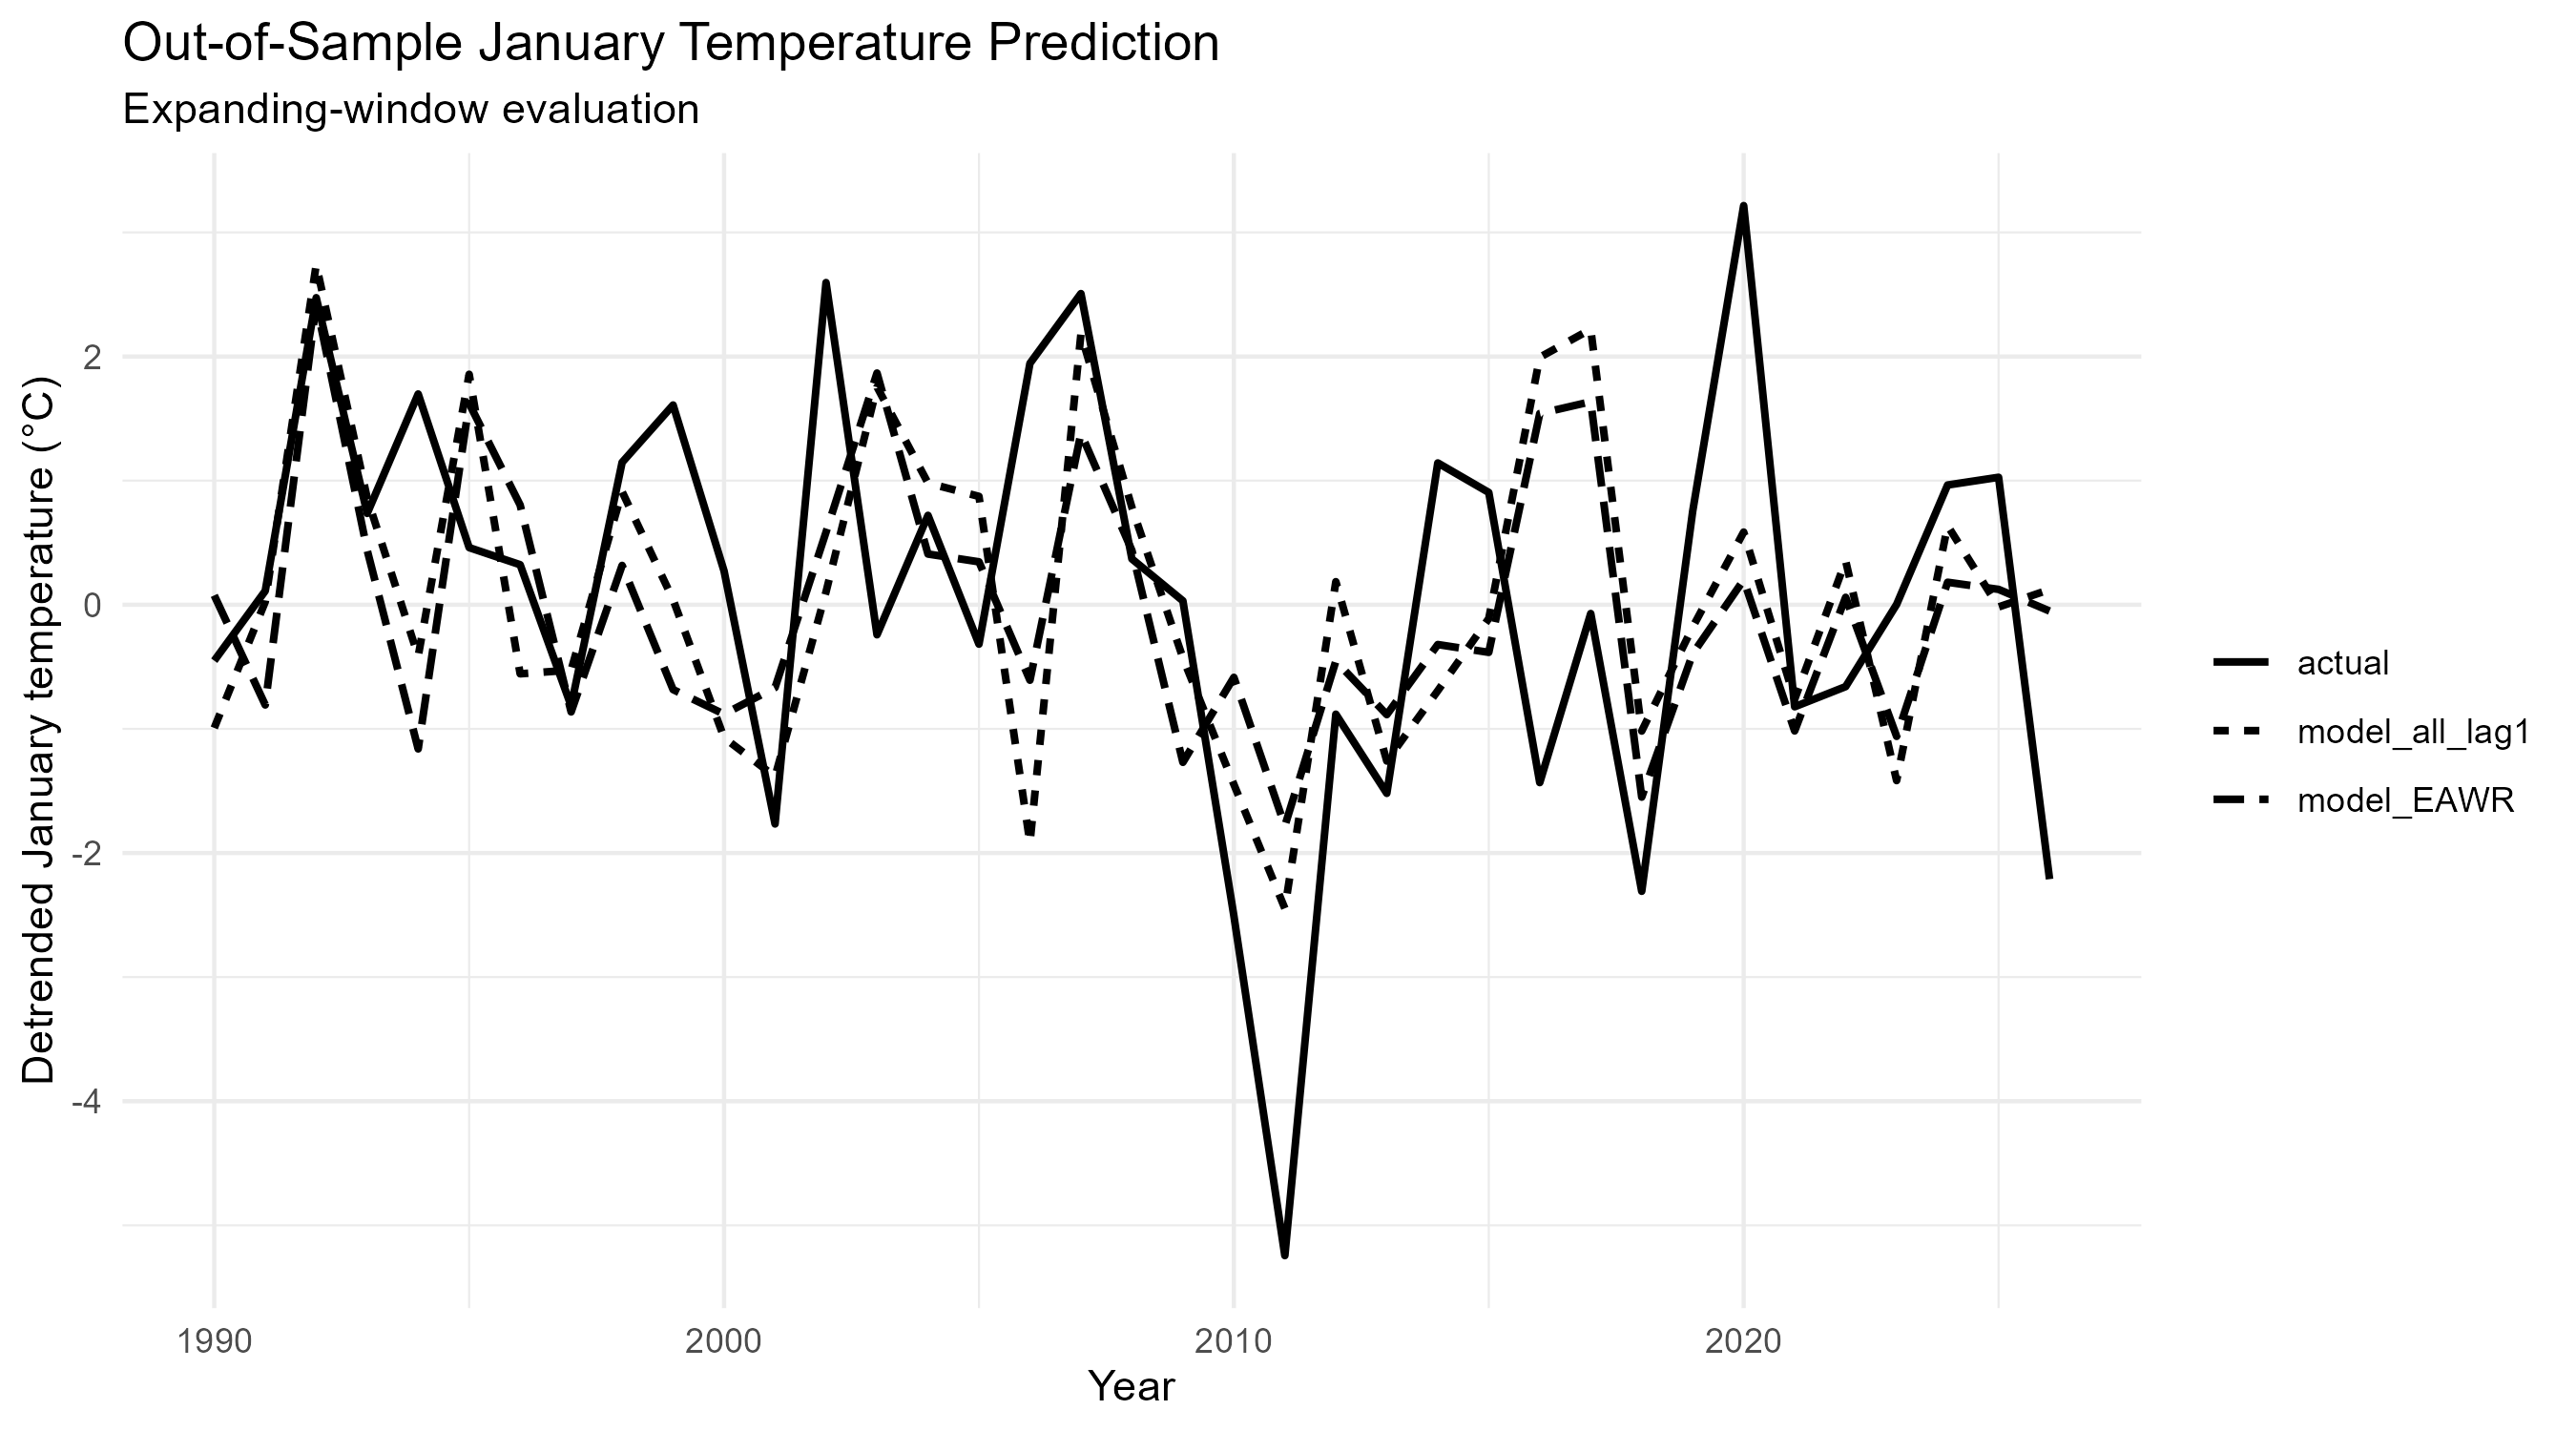 Out-of-Sample January Temperature Prediction
Expanding-window evaluation
Detrended January temperature (°C)
2
0
-2
-4
1990
2000
2010
2020
Year
actual
model_all_lag1
model_EAWR